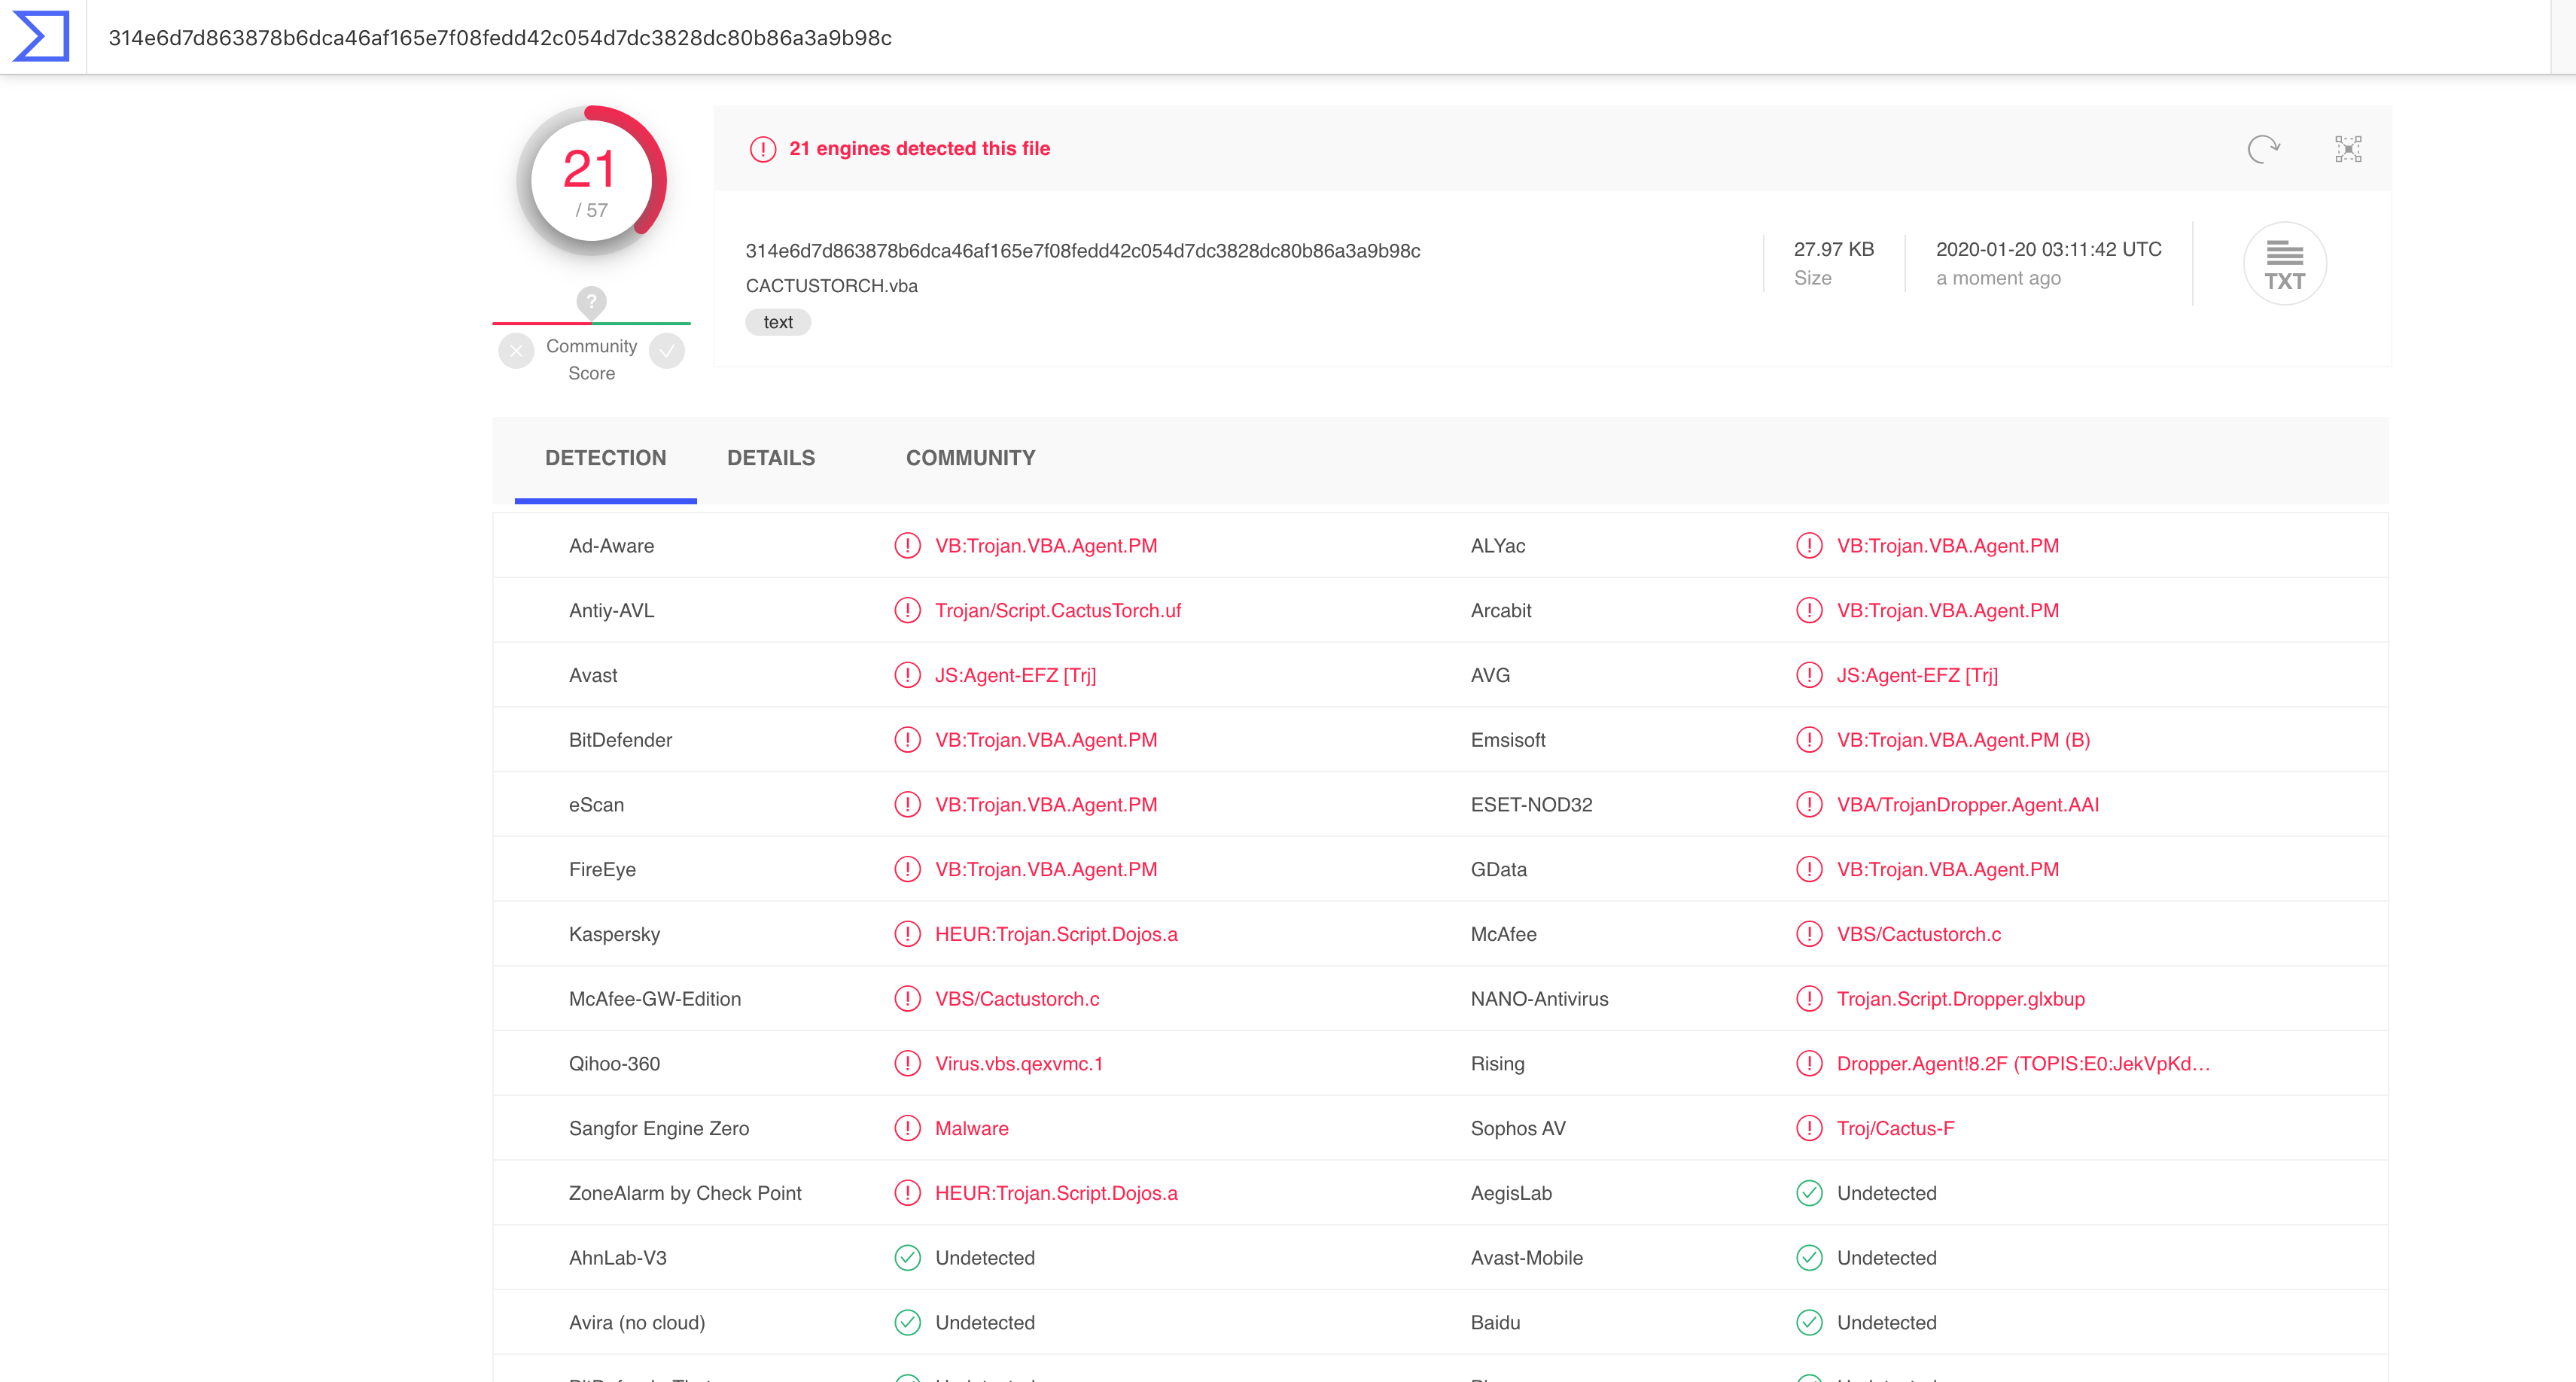 314e6d7d863878b6dca46af165e7f08fedd42c054d7dc3828dc80b86a3a9b98c
21
/ 57
21 engines detected this file
314e6d7d863878b6dca46af165e7f08fedd42c054d7dc3828dc80b86a3a9b98c
CACTUSTORCH.vba
text
27.97 KB
Size
2020-01-20 03:11:42 UTC
a moment ago
TXT
?
Community
Score
DETECTION DETAILS COMMUNITY
Ad-Aware VB:Trojan.VBA.Agent.PM ALYac VB:Trojan.VBA.Agent.PM
Antiy-AVL Trojan/Script.CactusTorch.uf Arcabit VB:Trojan.VBA.Agent.PM
Avast JS:Agent-EFZ [Trj] AVG JS:Agent-EFZ [Trj]
BitDefender VB:Trojan.VBA.Agent.PM Emsisoft VB:Trojan.VBA.Agent.PM (B)
eScan VB:Trojan.VBA.Agent.PM ESET-NOD32 VBA/TrojanDropper.Agent.AAI
FireEye VB:Trojan.VBA.Agent.PM GData VB:Trojan.VBA.Agent.PM
Kaspersky HEUR:Trojan.Script.Dojos.a McAfee VBS/Cactustorch.c
McAfee-GW-Edition VBS/Cactustorch.c NANO-Antivirus Trojan.Script.Dropper.glxbup
Qihoo-360 Virus.vbs.qexvmc.1 Rising Dropper.Agent!8.2F (TOPIS:E0:JekVpKd…
Sangfor Engine Zero Malware Sophos AV Troj/Cactus-F
ZoneAlarm by Check Point HEUR:Trojan.Script.Dojos.a AegisLab Undetected
AhnLab-V3 Undetected Avast-Mobile Undetected
Avira (no cloud) Undetected Baidu Undetected